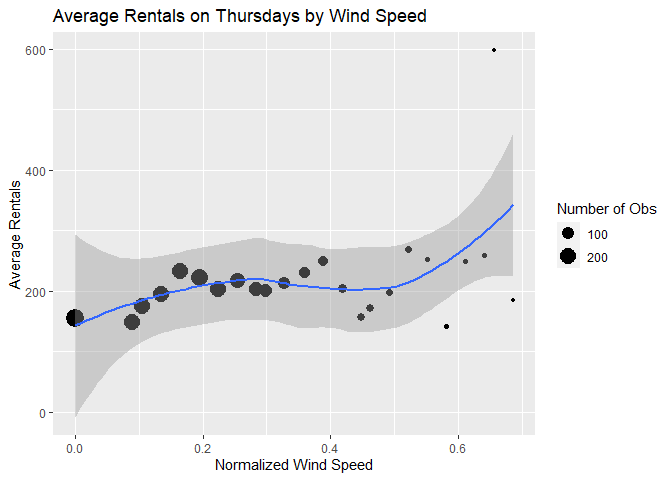 Average Rentals on Thursdays by Wind Speed
Average Rentals
600
400
200
0
0.0 0.2 0.4 0.6
Normalized Wind Speed
Number of Obs
100
200